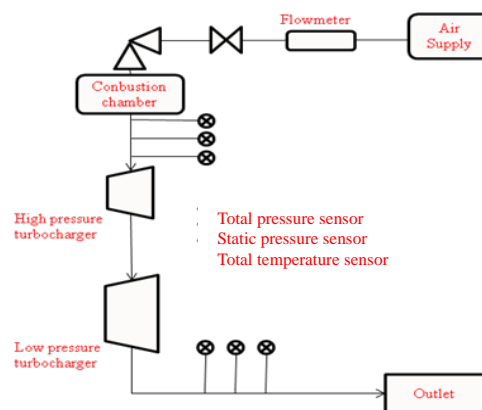 Flowmeter
Air
Supply
Conbustion
chamber
High pressure
turbocharger
Total pressure sensor
Static pressure sensor
Total temperature sensor
Low pressure
turbocharger
Outlet